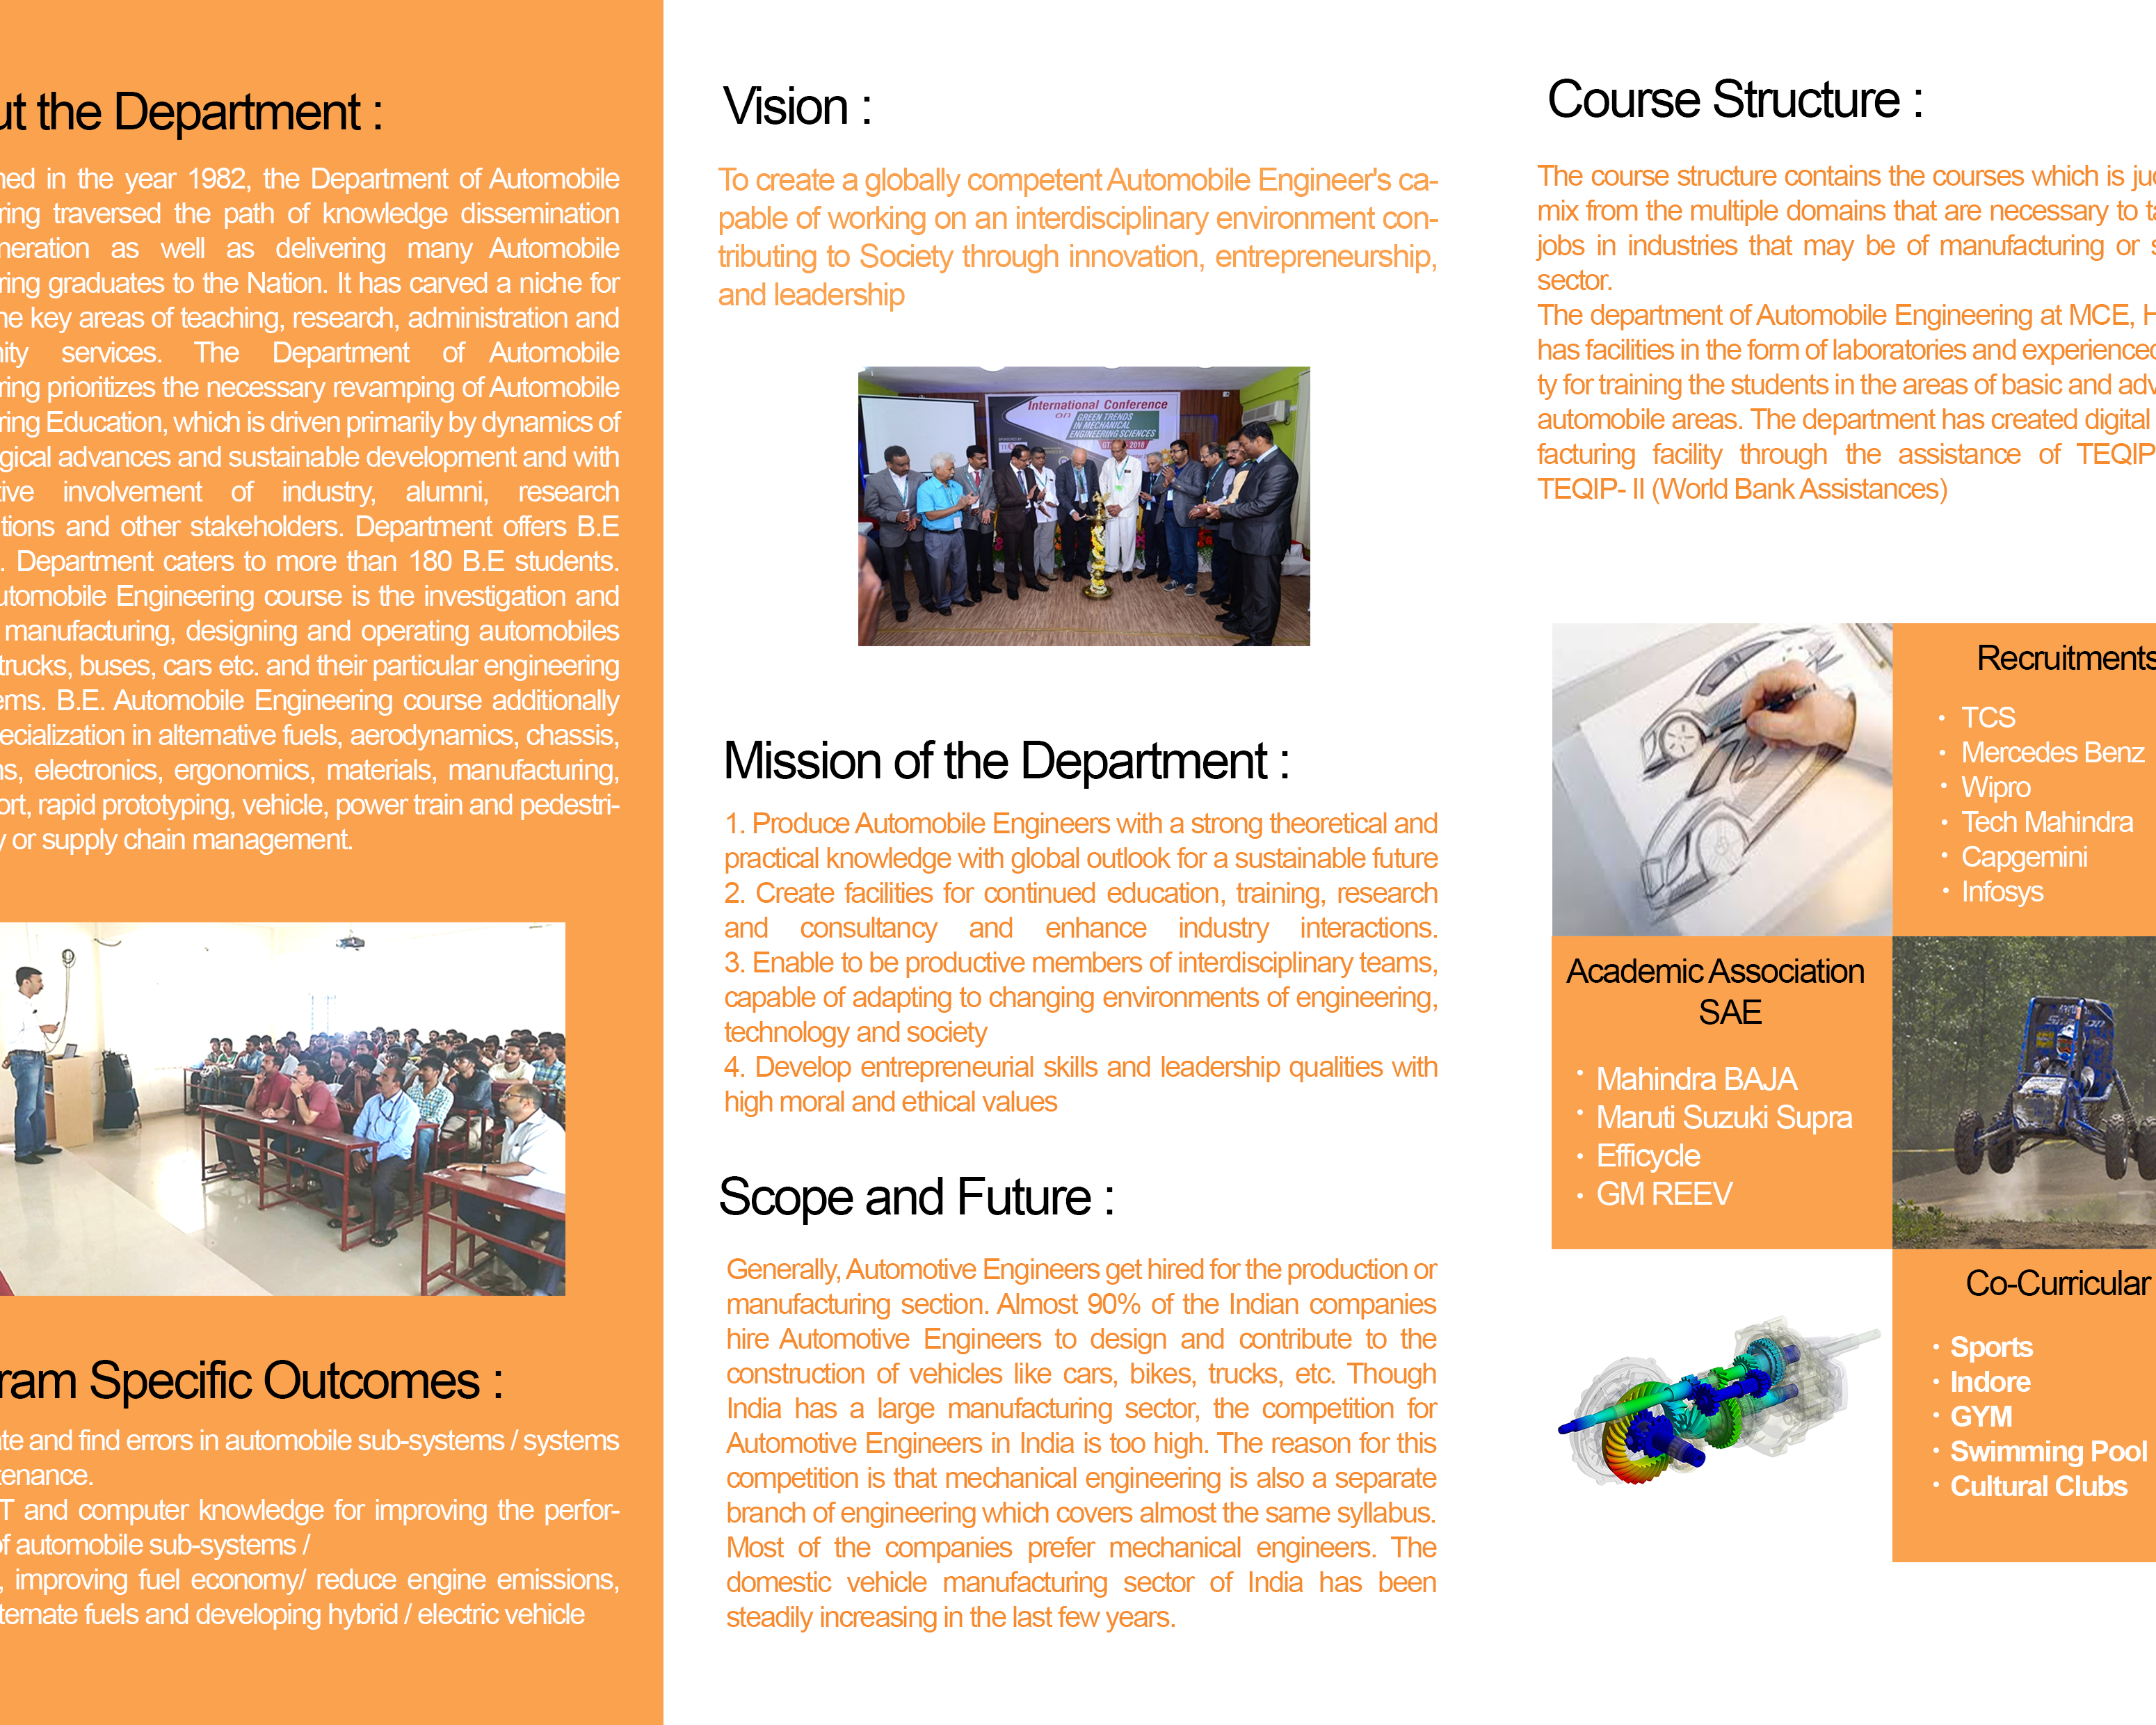 ut the Department :
ned in the year 1982, the Department of Automobile
ring traversed the path of knowledge dissemination
neration as well as delivering many Automobile
ring graduates to the Nation. It has carved a niche for
ne key areas of teaching, research, administration and
nity services. The Department of Automobile
ring prioritizes the necessary revamping of Automobile
ring Education, which is driven primarily by dynamics of
gical advances and sustainable development and with
tive involvement of industry, alumni, research
tions and other stakeholders. Department offers B.E
. Department caters to more than 180 B.E students.
utomobile Engineering course is the investigation and
manufacturing, designing and operating automobiles
trucks, buses, cars etc. and their particular engineering
ems. B.E. Automobile Engineering course additionally
ecialization in alternative fuels, aerodynamics, chassis,
ns, electronics, ergonomics, materials, manufacturing,
ort, rapid prototyping, vehicle, power train and pedestri-
y or supply chain management.
ram Specific Outcomes :
te and find errors in automobile sub-systems / systems
tenance.
T and computer knowledge for improving the perfor-
of automobile sub-systems /
, improving fuel economy/ reduce engine emissions,
ternate fuels and developing hybrid / electric vehicle
Vision :
To create a globally competent Automobile Engineer's ca-
pable of working on an interdisciplinary environment con-
tributing to Society through innovation, entrepreneurship,
and leadership
International Conference
on
GREEN TRENDS
IN MECHANICAL
ENGINEERING SCIENCES
Mission of the Department :
1. Produce Automobile Engineers with a strong theoretical and
practical knowledge with global outlook for a sustainable future
2. Create facilities for continued education, training, research
and consultancy and enhance industry interactions.
3. Enable to be productive members of interdisciplinary teams,
capable of adapting to changing environments of engineering,
technology and society
4. Develop entrepreneurial skills and leadership qualities with
high moral and ethical values
Scope and Future :
Generally, Automotive Engineers get hired for the production or
manufacturing section. Almost 90% of the Indian companies
hire Automotive Engineers to design and contribute to the
construction of vehicles like cars, bikes, trucks, etc. Though
India has a large manufacturing sector, the competition for
Automotive Engineers in India is too high. The reason for this
competition is that mechanical engineering is also a separate
branch of engineering which covers almost the same syllabus.
Most of the companies prefer mechanical engineers. The
domestic vehicle manufacturing sector of India has been
steadily increasing in the last few years.
Course Structure :
The course structure contains the courses which is ju
mix from the multiple domains that are necessary to ta
jobs in industries that may be of manufacturing or s
sector.
The department of Automobile Engineering at MCE, H
has facilities in the form of laboratories and experienced
ty for training the students in the areas of basic and adv
automobile areas. The department has created digital
facturing facility through the assistance of TEQIP
TEQIP- II (World Bank Assistances)
Recruitments
• TCS
• Mercedes Benz
• Wipro
• Tech Mahindra
• Capgemini
• Infosys
Academic Association
SAE
• Mahindra BAJA
• Maruti Suzuki Supra
• Efficycle
• GM REEV
Co-Curricular
• Sports
• Indore
• GYM
• Swimming Pool
• Cultural Clubs